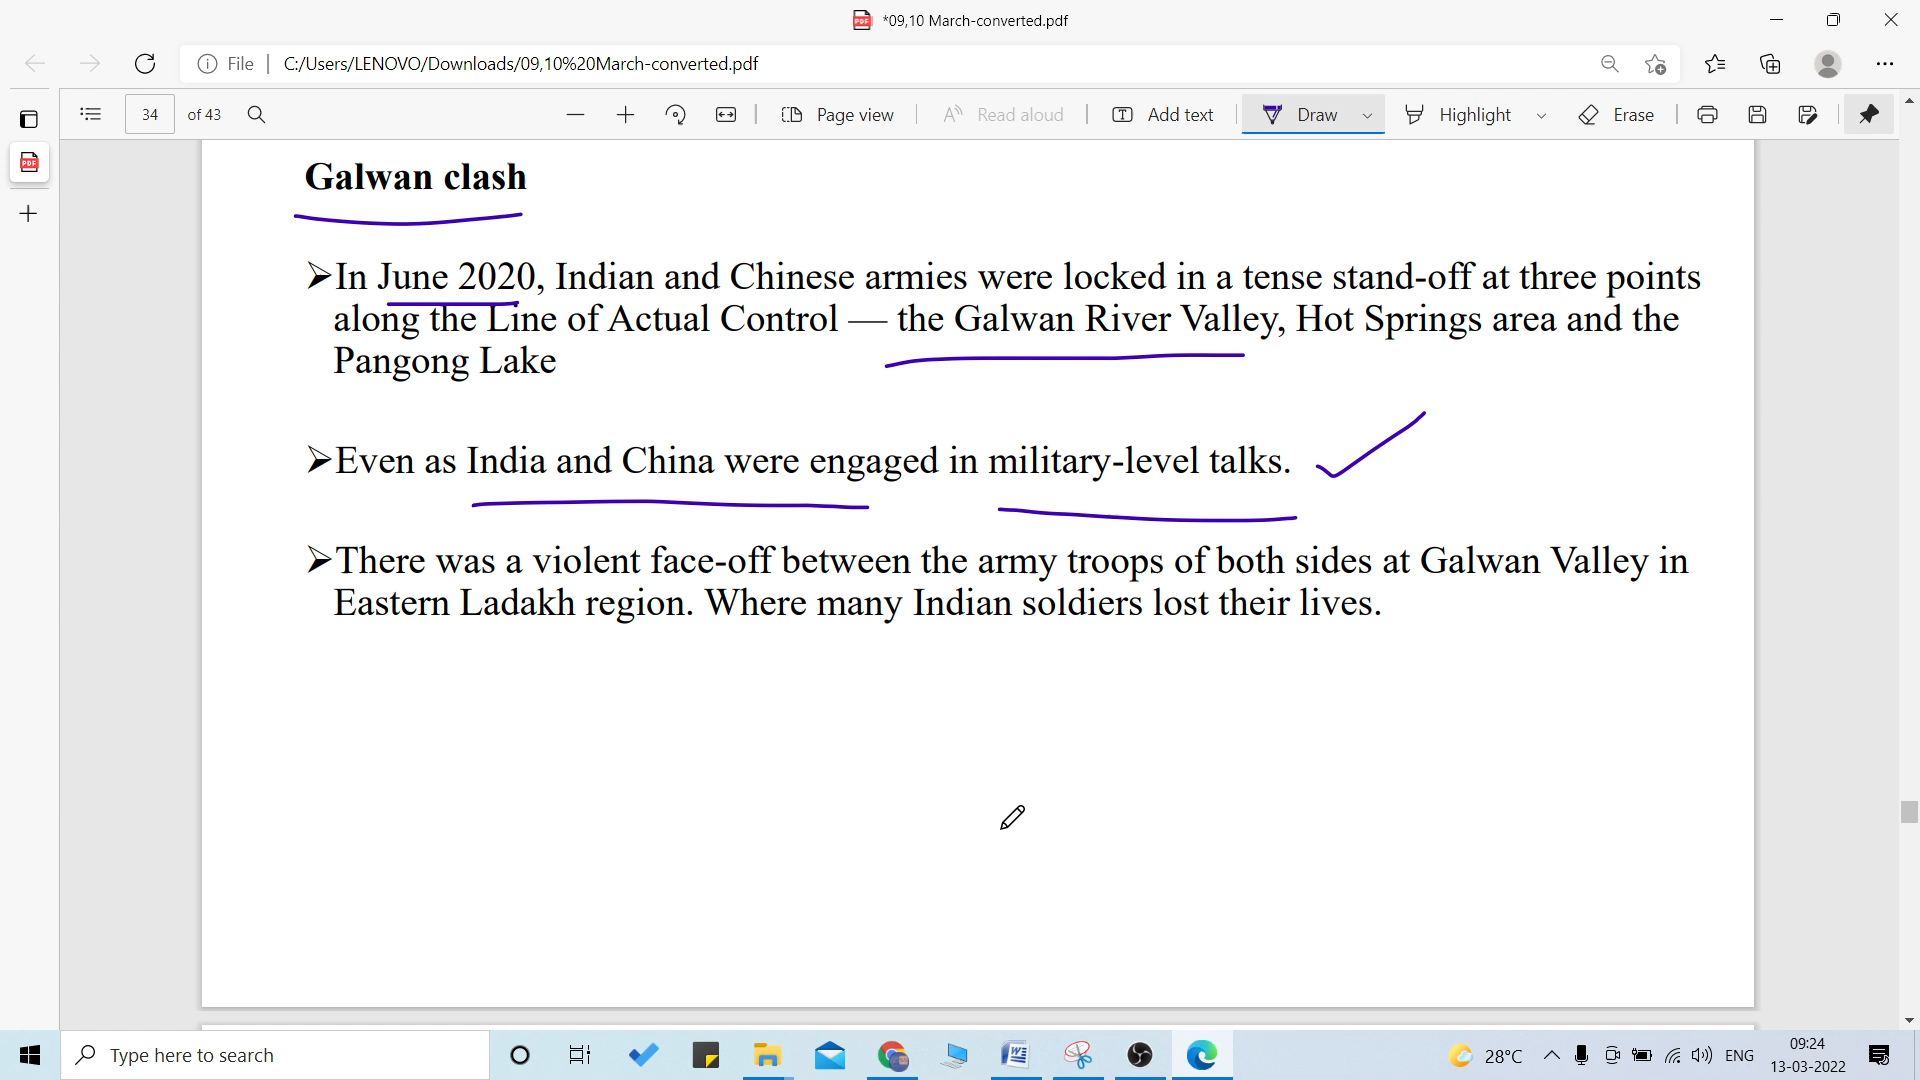 *09,10 March-converted.pdf
File | C:/Users/LENOVO/Downloads/09,10%20March-converted.pdf
34 of 43 Page view Read aloud Add text Draw Highlight Erase
Galwan clash
➢In June 2020, Indian and Chinese armies were locked in a tense stand-off at three points
along the Line of Actual Control — the Galwan River Valley, Hot Springs area and the
Pangong Lake
➢Even as India and China were engaged in military-level talks.
➢There was a violent face-off between the army troops of both sides at Galwan Valley in
Eastern Ladakh region. Where many Indian soldiers lost their lives.
Type here to search 28°C ENG 09:24
13-03-2022